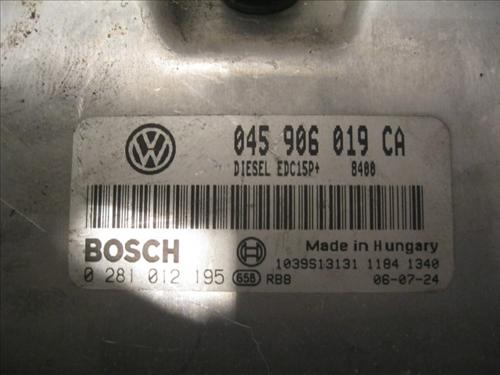 045 906 019 CA
DIESEL EDC15P+ 8400
BOSCH
Made in Hungary
1039S13131 1184 1340
0 281 012 195 658 RB8 06-07-24